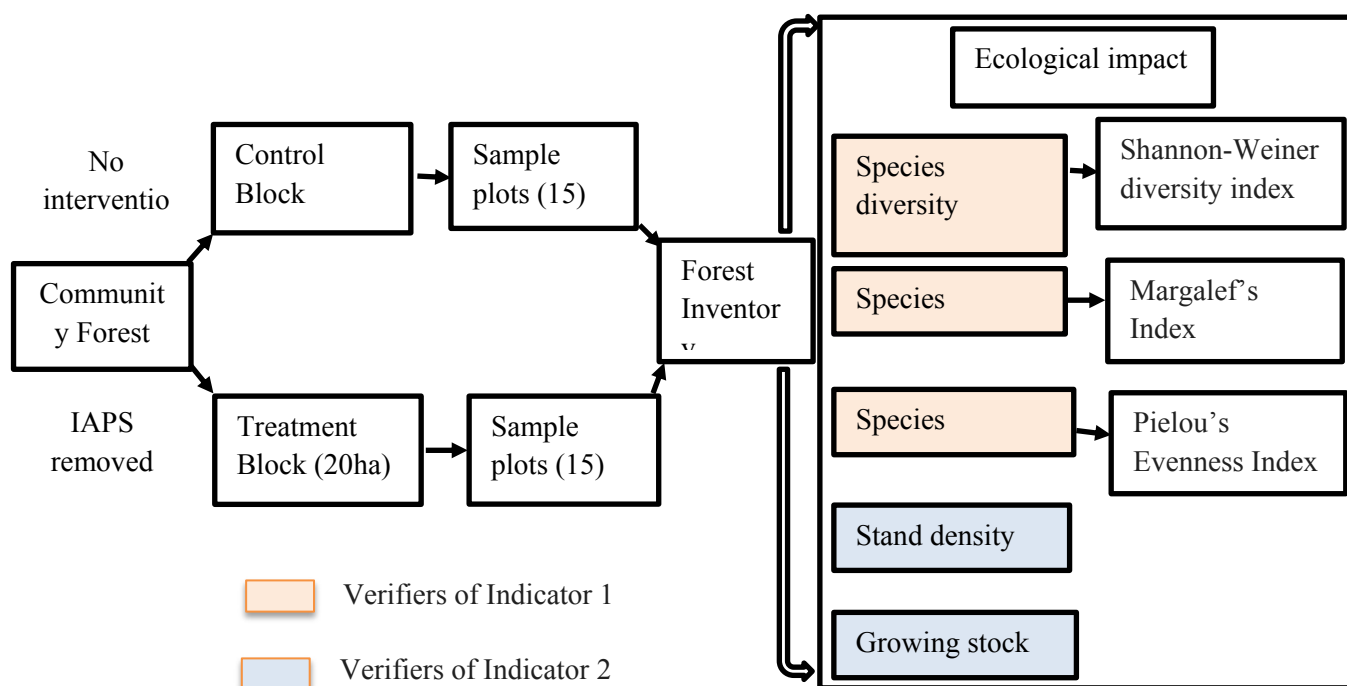 Ecological impact
No
interventio
Control
Block
Sample
plots (15)
Species
diversity
Shannon-Weiner
diversity index
Communit
y Forest
Forest
Inventor
Species
Margalef’s
Index
IAPS
removed
Treatment
Block (20ha)
Sample
plots (15)
Species
Pielou’s
Evenness Index
Stand density
Growing stock
Verifiers of Indicator 1
Verifiers of Indicator 2